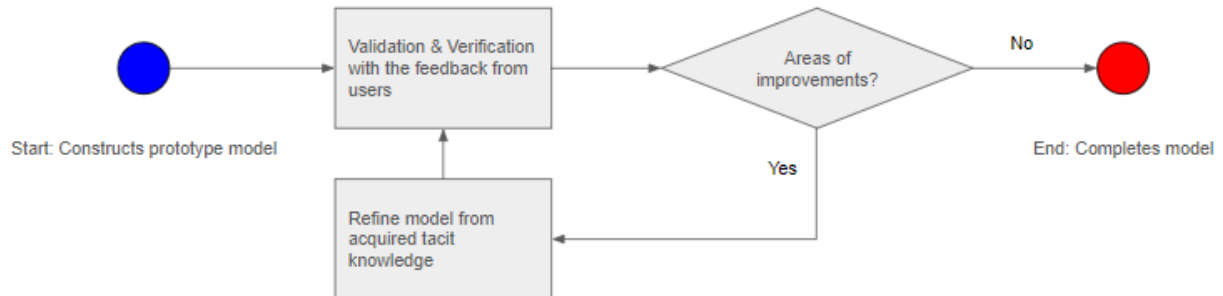 Validation & Verification
with the feedback from
users
Areas of
improvements?
No
Start: Constructs prototype model
End: Completes model
Yes
Refine model from
acquired tacit
knowledge